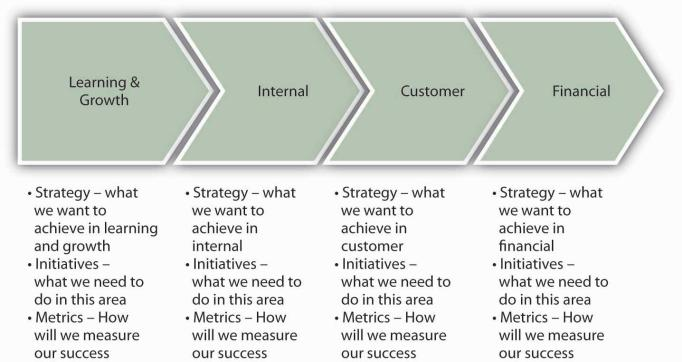 Learning &
Growth
Internal
Customer
Financial
• Strategy – what
we want to
achieve in learning
and growth
• Initiatives –
what we need to
do in this area
• Metrics – How
will we measure
our success
• Strategy – what
we want to
achieve in
internal
• Initiatives –
what we need to
do in this area
• Metrics – How
will we measure
our success
• Strategy – what
we want to
achieve in
customer
• Initiatives –
what we need to
do in this area
• Metrics – How
will we measure
our success
• Strategy – what
we want to
achieve in
financial
• Initiatives –
what we need to
do in this area
• Metrics – How
will we measure
our success